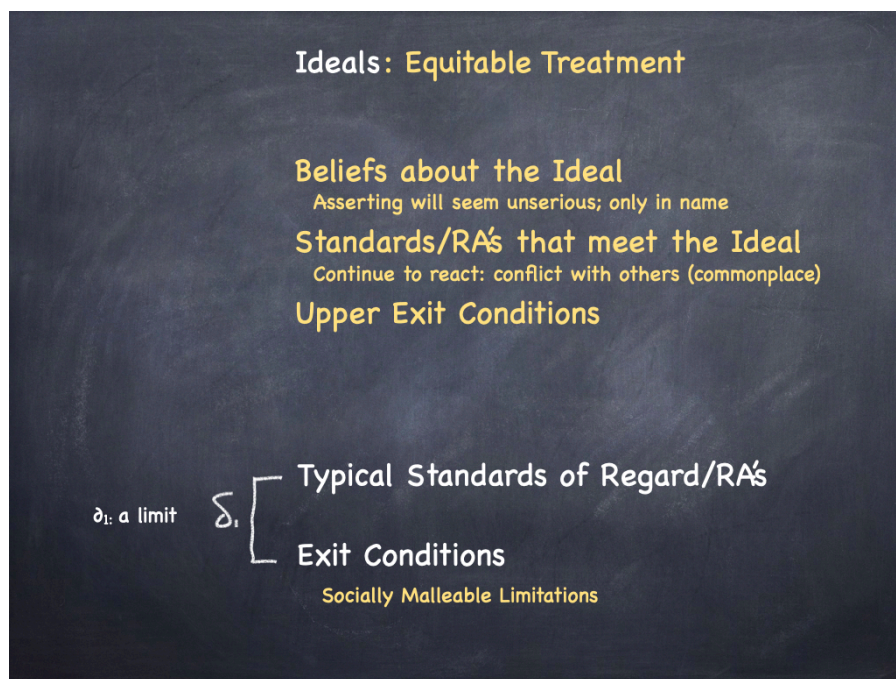 Ideals: Equitable Treatment
Beliefs about the Ideal
Asserting will seem unserious; only in name
Standards/RA's that meet the Ideal
Continue to react: conflict with others (commonplace)
Upper Exit Conditions
Typical Standards of Regard/RA's
∂1: a limit δ1
Exit Conditions
Socially Malleable Limitations